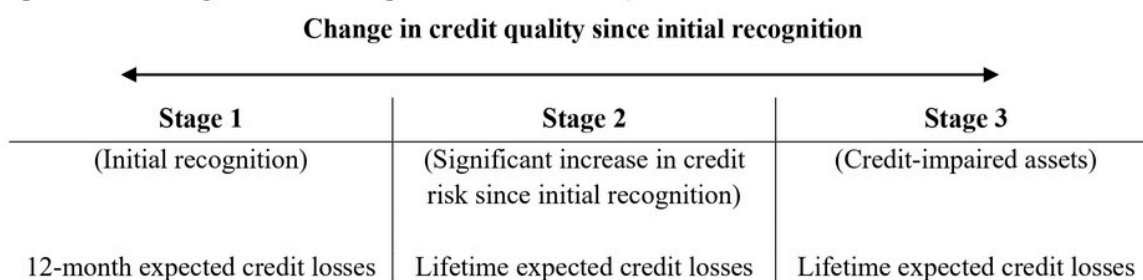 Change in credit quality since initial recognition
Stage 1
Stage 2
Stage 3
(Initial recognition)
(Significant increase in credit
risk since initial recognition)
(Credit-impaired assets)
12-month expected credit losses
Lifetime expected credit losses
Lifetime expected credit losses